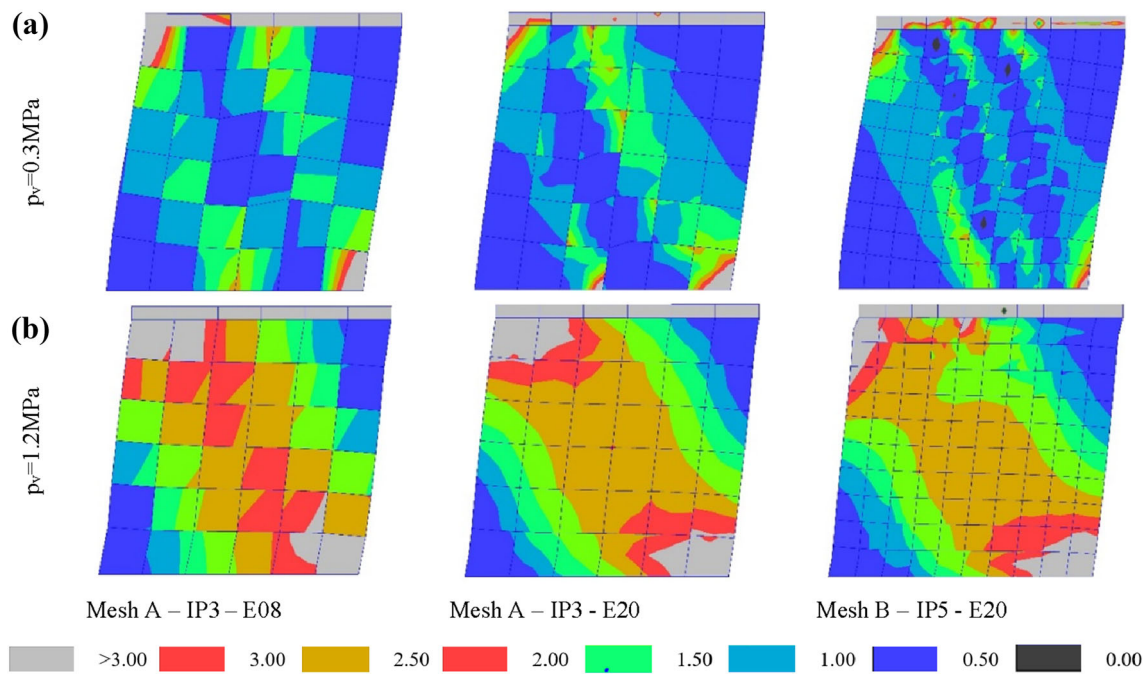 (a)
pv=0.3MPa
(b)
pv=1.2MPa
Mesh A – IP3 – E08 Mesh A – IP3 - E20 Mesh B – IP5 - E20
>3.00 3.00 2.50 2.00 1.50 1.00 0.50 0.00